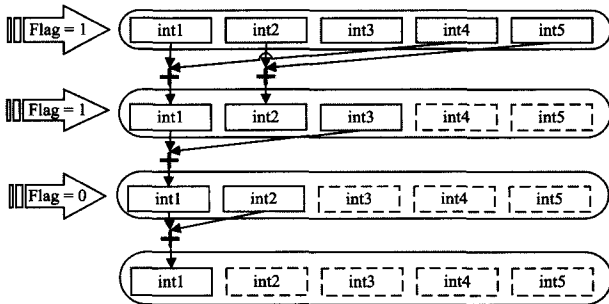 Flag = 1 int1 int2 int3 int4 int5
Flag = 1 int1 int2 int3 int4 int5
Flag = 0 int1 int2 int3 int4 int5
int1 int2 int3 int4 int5